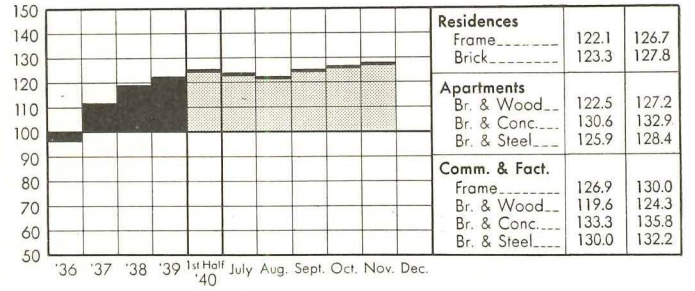 150
140
130
120
110
100
90
80
70
60
50
'36 '37 '38 '39 1st Half '40 July Aug. Sept. Oct. Nov. Dec.
Residences
Frame 122.1 126.7
Brick 123.3 127.8
Apartments
Br. & Wood 122.5 127.2
Br. & Conc. 130.6 132.9
Br. & Steel 125.9 128.4
Comm. & Fact.
Frame 126.9 130.0
Br. & Wood 119.6 124.3
Br. & Conc. 133.3 135.8
Br. & Steel 130.0 132.2